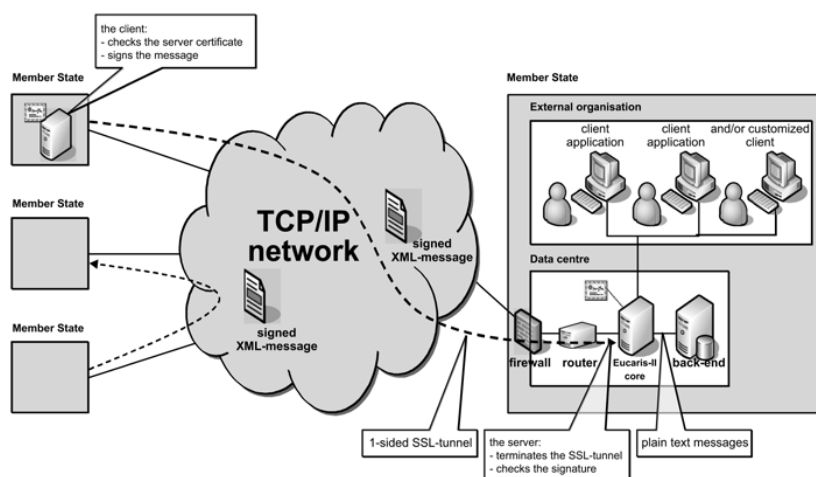 the client:
- checks the server certificate
- signs the message
Member State
Member State
External organisation
client
application
client
application
and/or customized
client
Member State
TCP/IP
network
signed
XML-message
signed
XML-message
Member State
Data centre
firewall
router
Eucaris-II
core
back-end
1-sided SSL-tunnel
the server:
- terminates the SSL-tunnel
- checks the signature
plain text messages